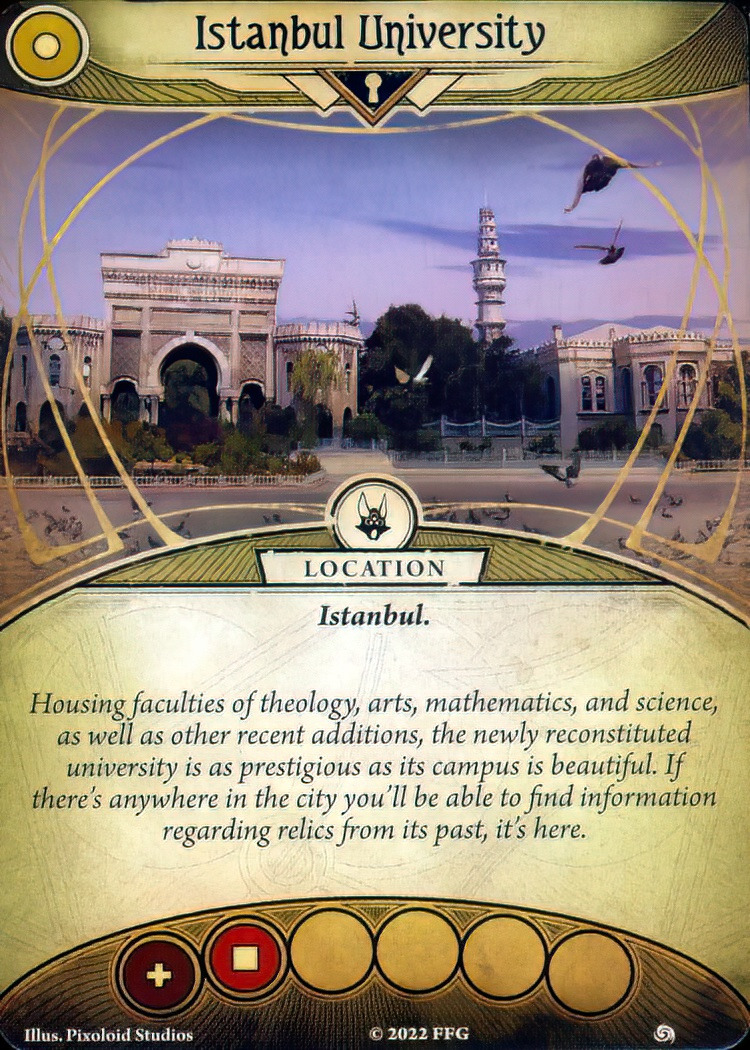 Istanbul University
LOCATION
Istanbul.
Housing faculties of theology, arts, mathematics, and science,
as well as other recent additions, the newly reconstituted
university is as prestigious as its campus is beautiful. If
there's anywhere in the city you'll be able to find information
regarding relics from its past, it's here.
Illus. Pixoloid Studios
© 2022 FFG